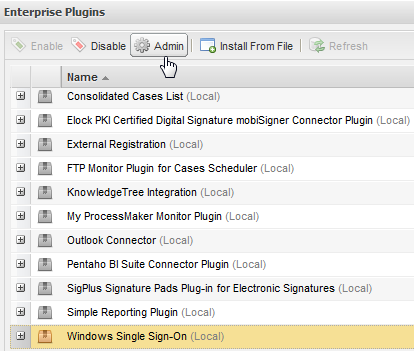 Enterprise Plugins
Enable Disable Admin Install From File Refresh
Name
Consolidated Cases List (Local)
Elock PKI Certified Digital Signature mobiSigner Connector Plugin (Local)
External Registration (Local)
FTP Monitor Plugin for Cases Scheduler (Local)
KnowledgeTree Integration (Local)
My ProcessMaker Monitor Plugin (Local)
Outlook Connector (Local)
Pentaho BI Suite Connector Plugin (Local)
SigPlus Signature Pads Plug-in for Electronic Signatures (Local)
Simple Reporting Plugin (Local)
Windows Single Sign-On (Local)